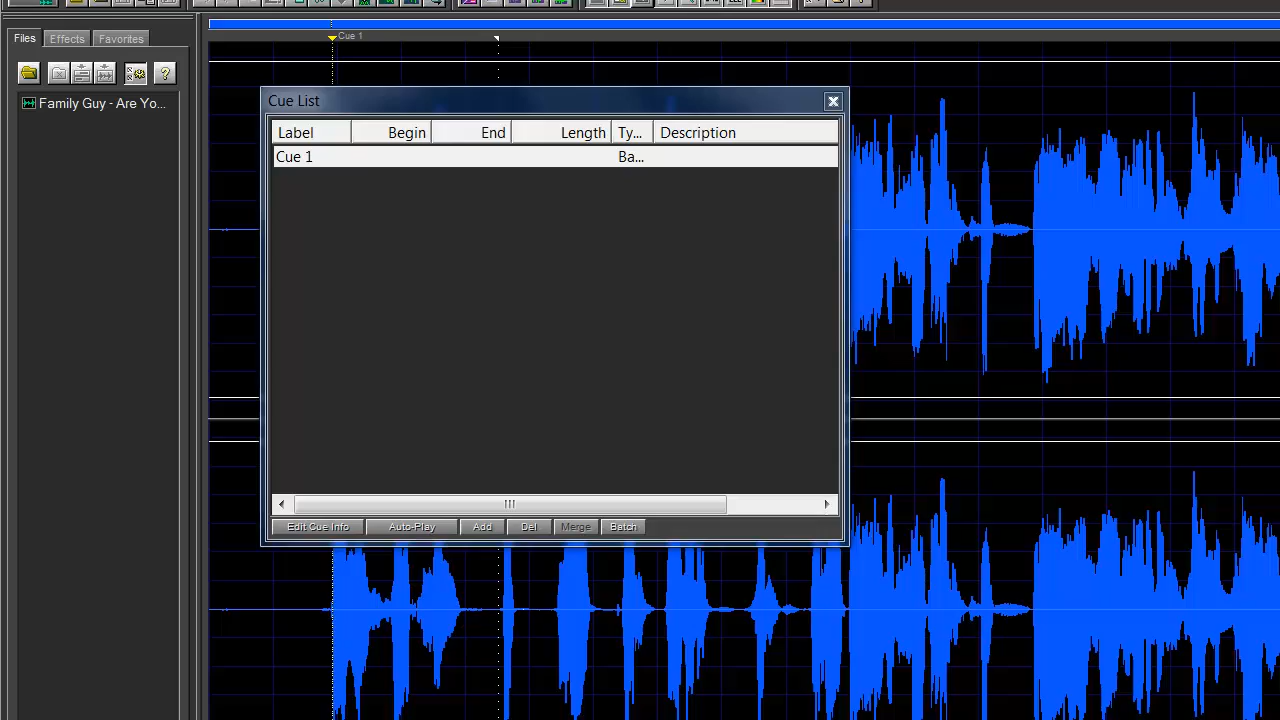 Files Effects Favorites
Cue 1
?
Family Guy - Are Yo...
Cue List
Label Begin End Length Ty... Description
Cue 1 Ba...
Edit Cue Info Auto-Play Add Del Merge Batch